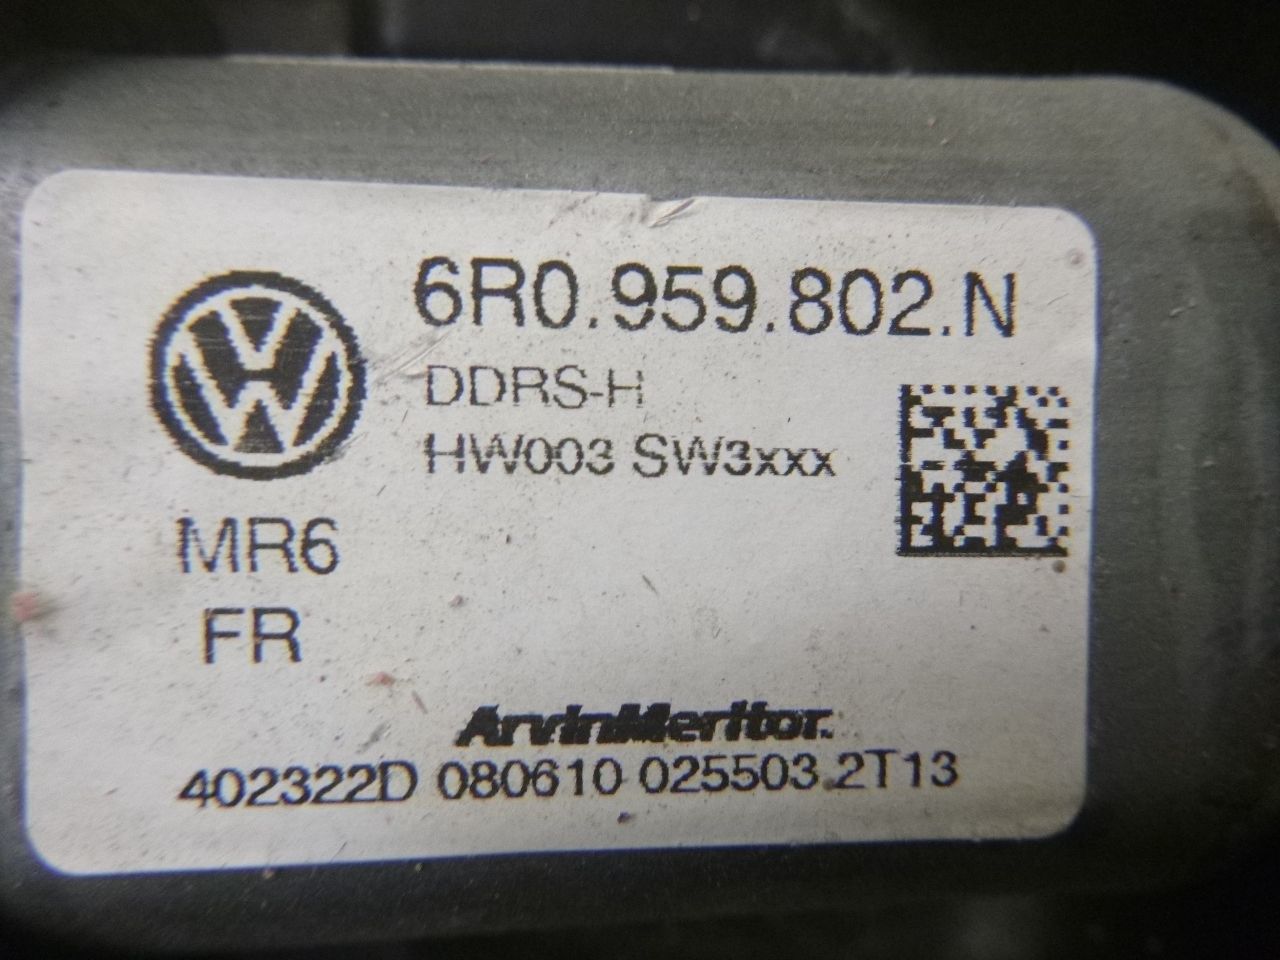 6R0.959.802.N
DDRS-H
HW003 SW3xxx
MR6
FR
ArvinMeritor.
402322D 080610 025503 2T13